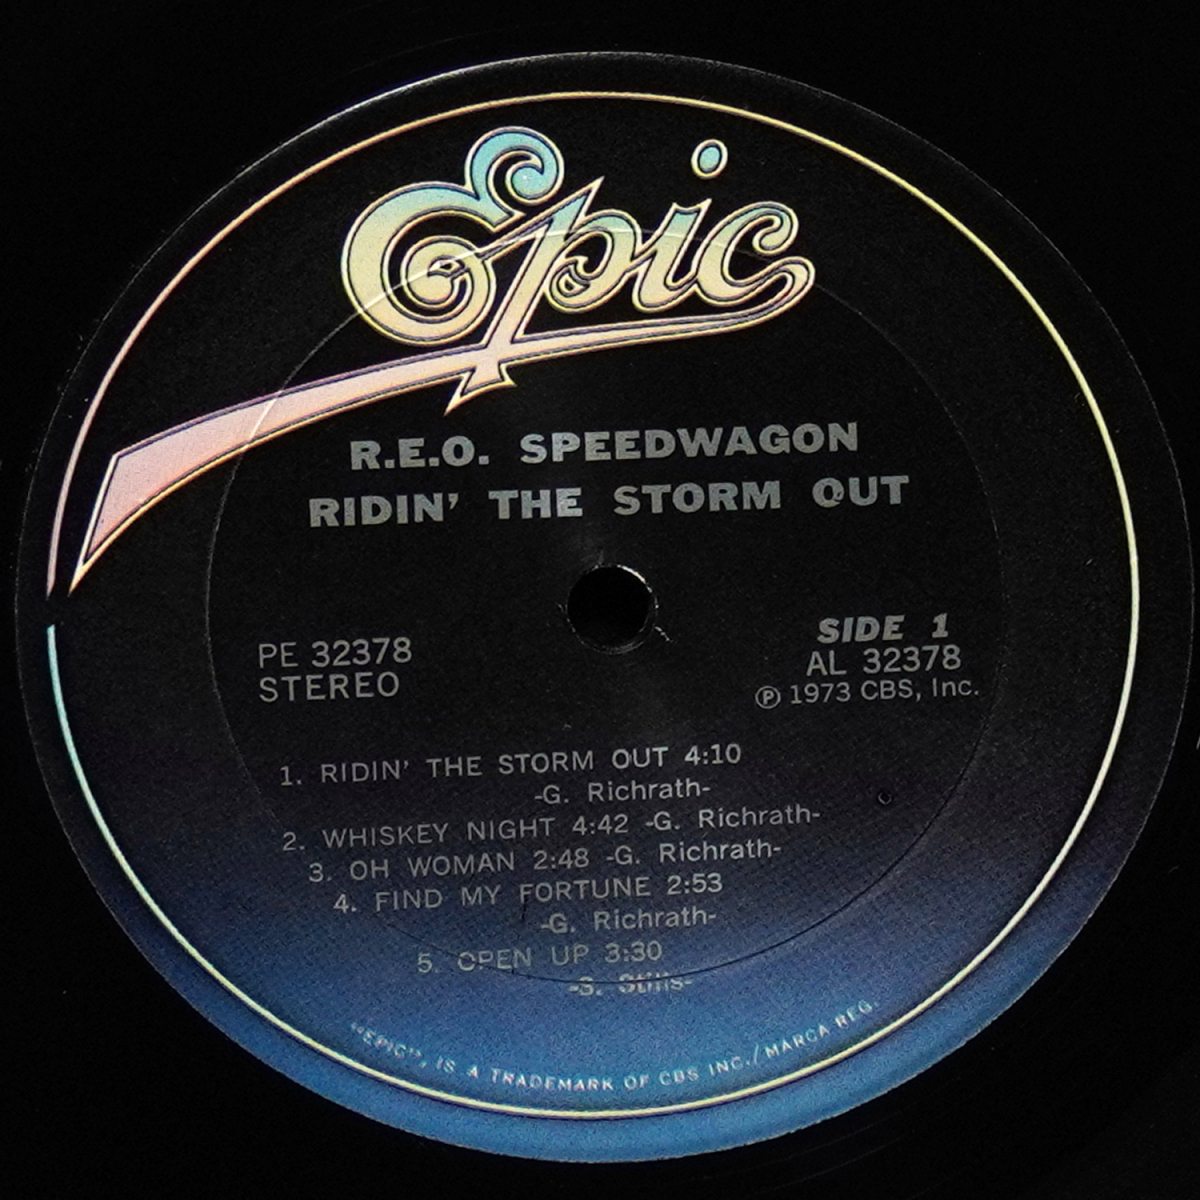 Epic
R.E.O. SPEEDWAGON
RIDIN' THE STORM OUT
PE 32378
STEREO
SIDE 1
AL 32378
℗ 1973 CBS, Inc.
1. RIDIN' THE STORM OUT 4:10
-G. Richrath-
2. WHISKEY NIGHT 4:42 -G. Richrath-
3. OH WOMAN 2:48 -G. Richrath-
4. FIND MY FORTUNE 2:53
-G. Richrath-
5. OPEN UP 3:30
-S. Stills-
"EPIC", IS A TRADEMARK OF CBS INC./MARCA REG.